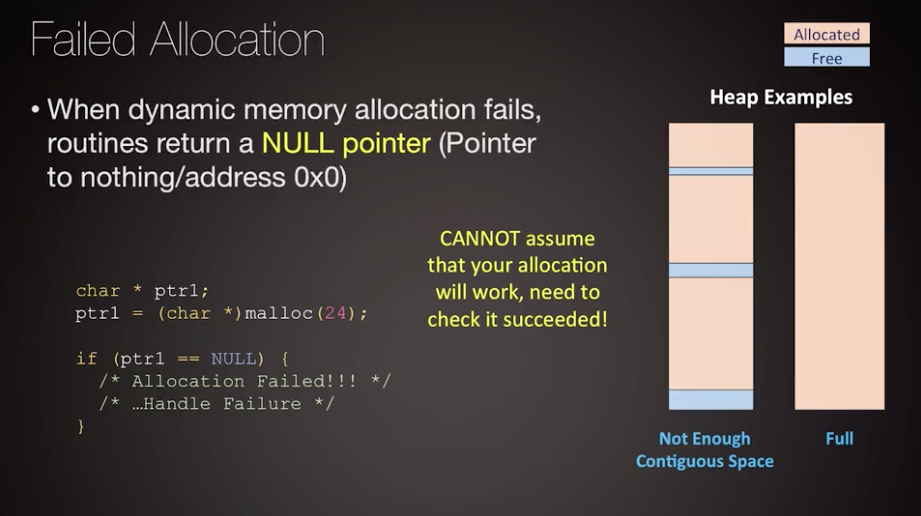 Failed Allocation
• When dynamic memory allocation fails,
routines return a NULL pointer (Pointer
to nothing/address 0x0)
char * ptr1;
ptr1 = (char *)malloc(24);
if (ptr1 == NULL) {
/* Allocation Failed!!! */
/* …Handle Failure */
}
CANNOT assume
that your allocation
will work, need to
check it succeeded!
Allocated
Free
Heap Examples
Not Enough
Contiguous Space
Full